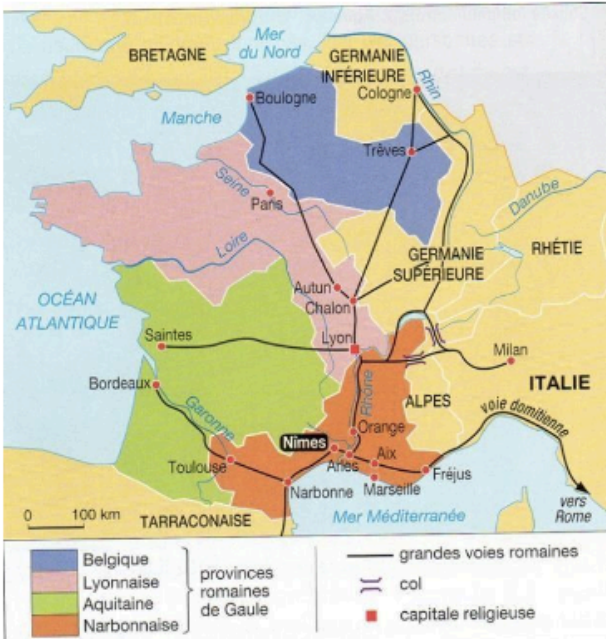 Mer
du Nord
BRETAGNE
GERMANIE
INFÉRIEURE
Rhin
Cologne
Boulogne
Manche
Trèves
Seine
Paris
Danube
Loire
GERMANIE
SUPÉRIEURE
RHÉTIE
OCÉAN
ATLANTIQUE
Autun
Chalon
Saintes
Lyon
Milan
Bordeaux
ITALIE
ALPES
Rhône
voie domitienne
Garonne
Orange
Nîmes
Toulouse
Arles
Aix
Fréjus
Narbonne
Marseille
vers
Rome
0 100 km
TARRACONAISE
Mer Méditerranée
Belgique
Lyonnaise
Aquitaine
Narbonnaise
provinces
romaines
de Gaule
grandes voies romaines
col
capitale religieuse